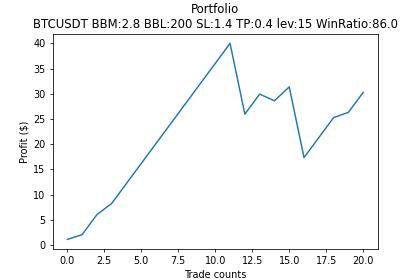 Portfolio
BTCUSDT BBM:2.8 BBL:200 SL:1.4 TP:0.4 lev:15 WinRatio:86.0
40
35
30
25
20
15
10
5
0
Profit ($)
0.0 2.5 5.0 7.5 10.0 12.5 15.0 17.5 20.0
Trade counts